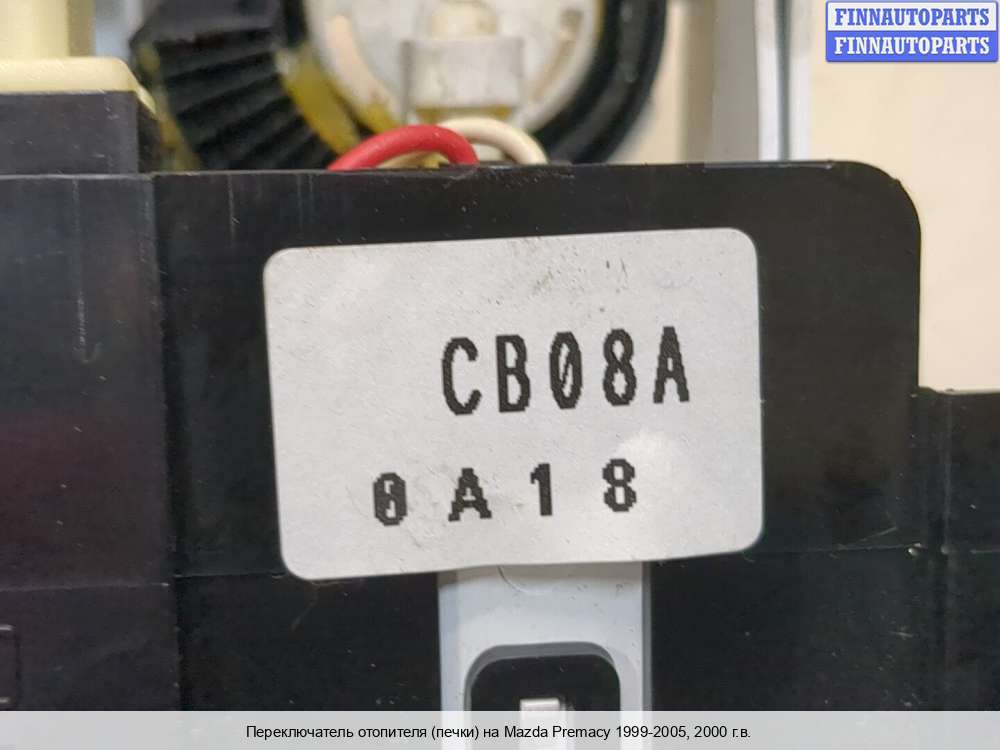 FINNAUTOPARTS
FINNAUTOPARTS
CB08A
0A18
Переключатель отопителя (печки) на Mazda Premacy 1999-2005, 2000 г.в.